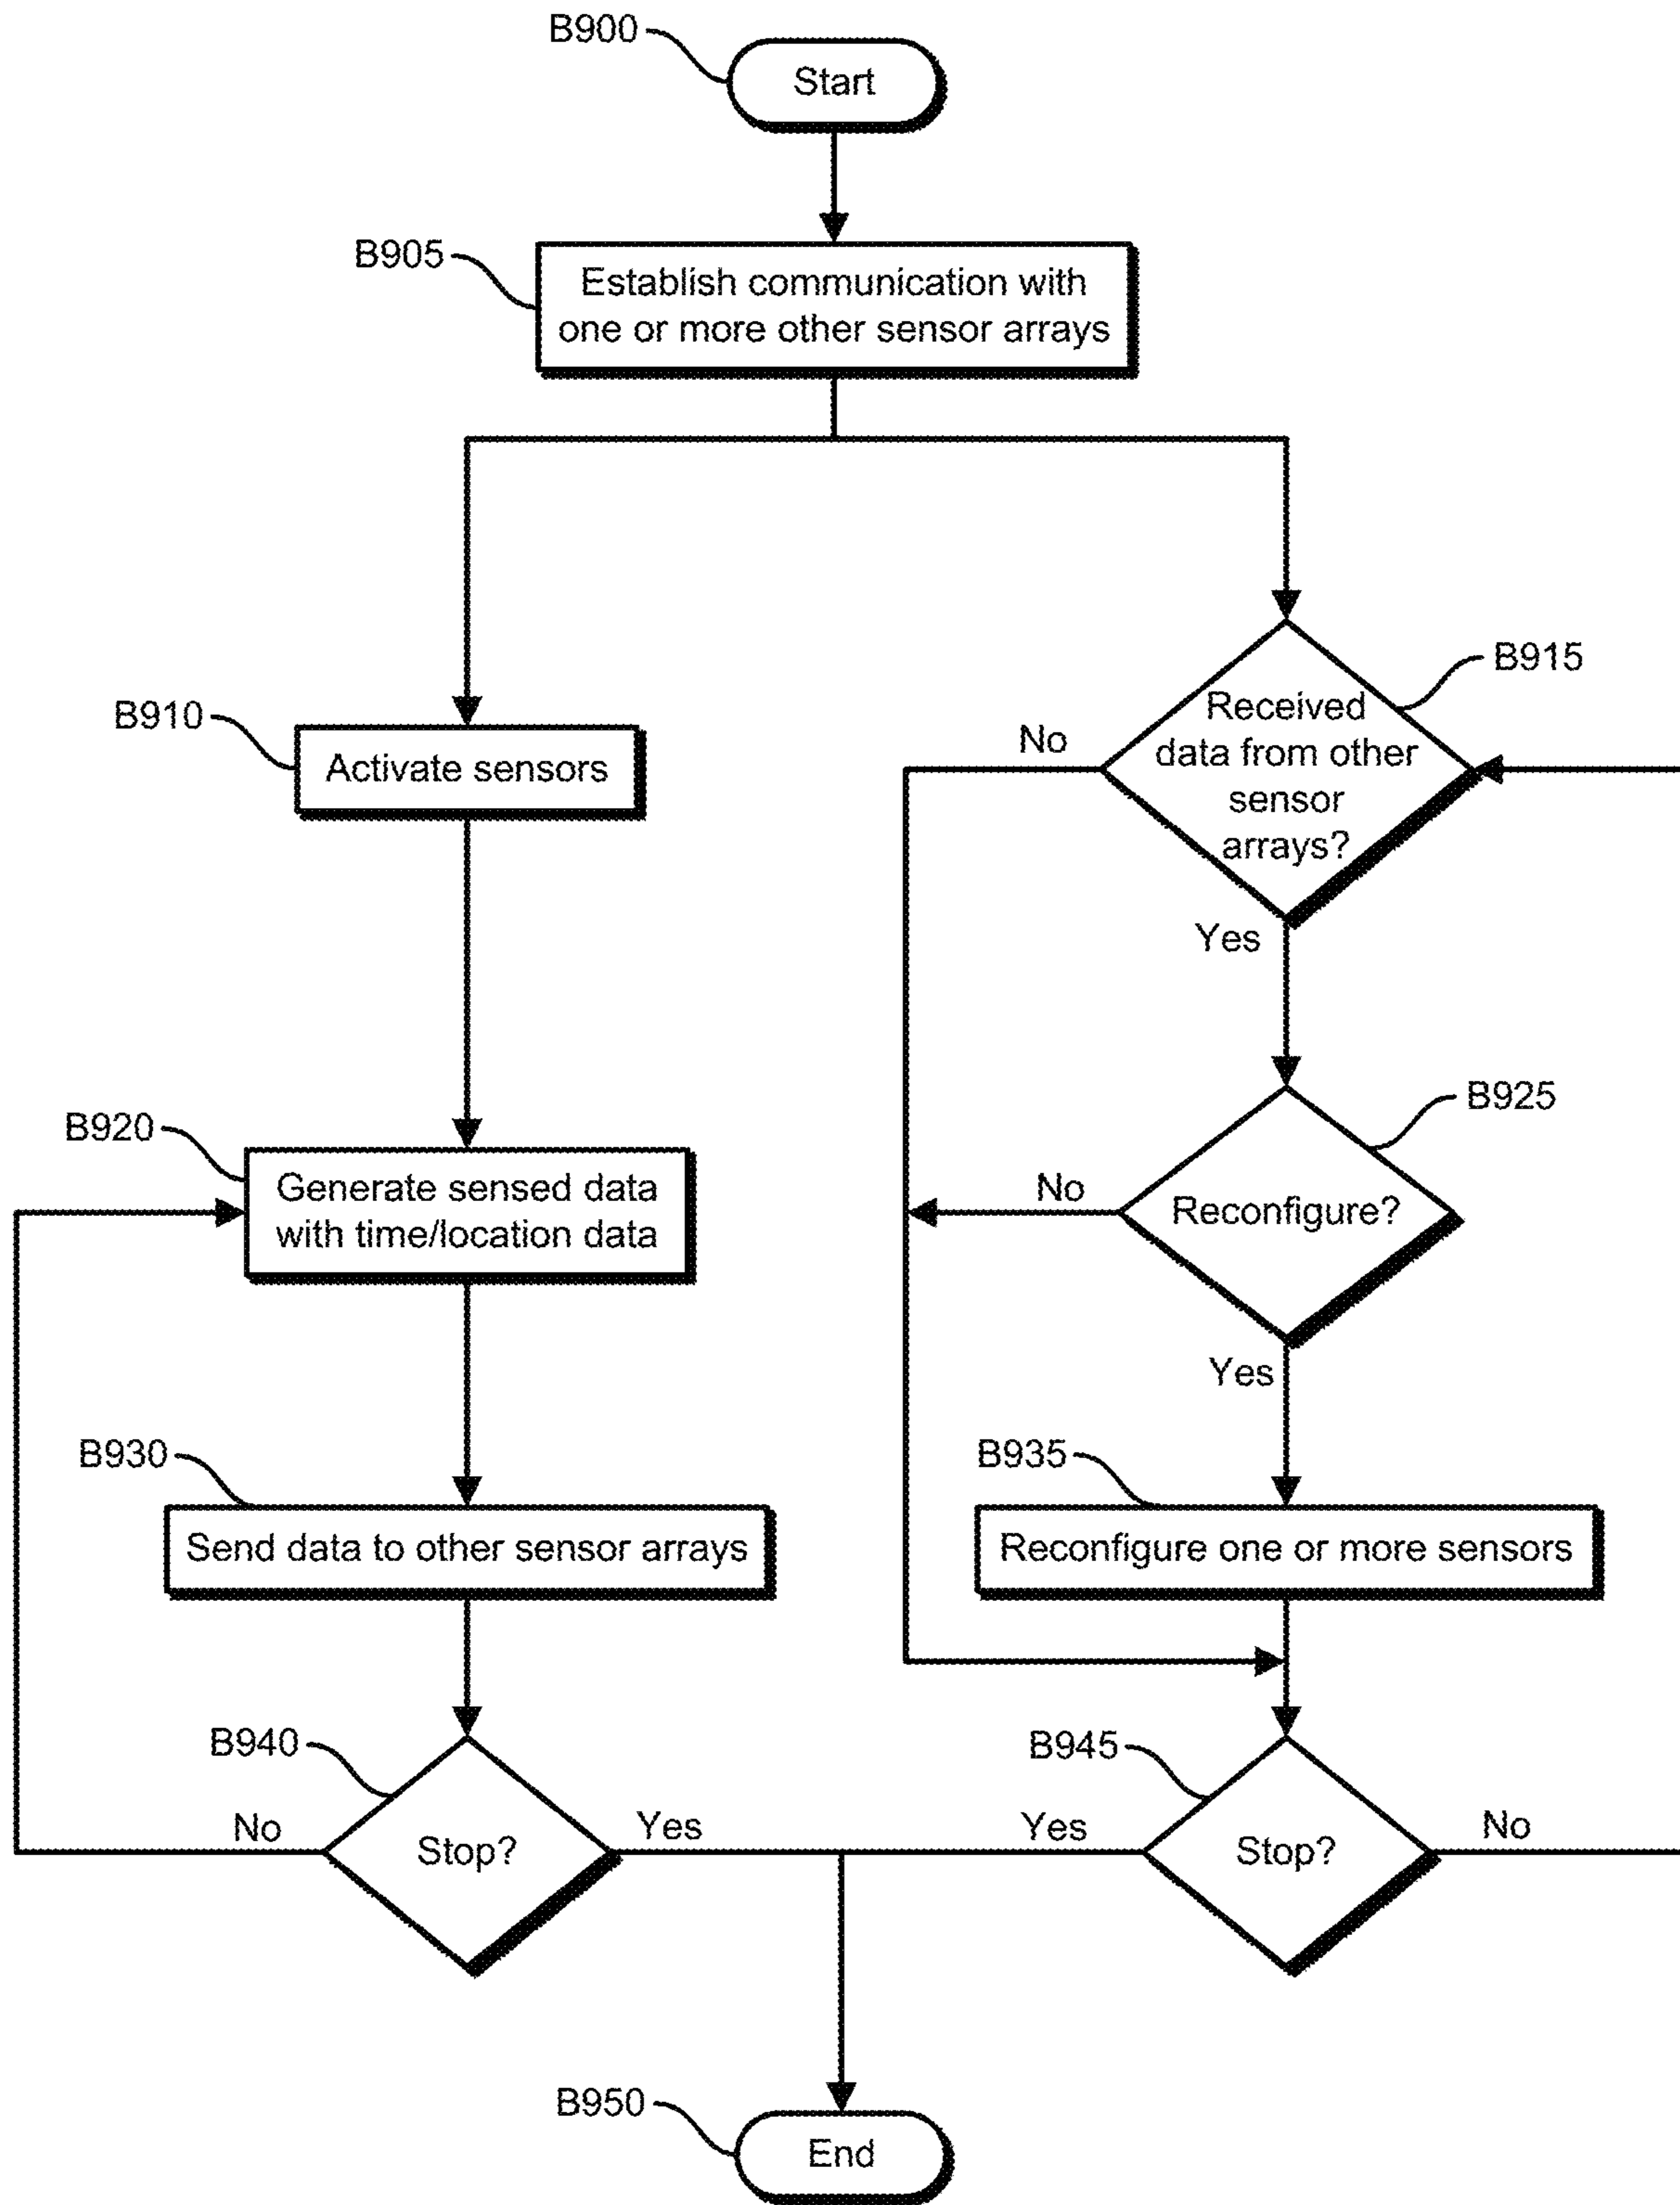 B900
Start
B905
Establish communication with
one or more other sensor arrays
B910
Activate sensors
B915
Received
data from other
sensor
arrays?
No
Yes
B920
Generate sensed data
with time/location data
B925
Reconfigure?
No
Yes
B930
Send data to other sensor arrays
B935
Reconfigure one or more sensors
B940
Stop?
No
Yes
B945
Stop?
Yes
No
B950
End